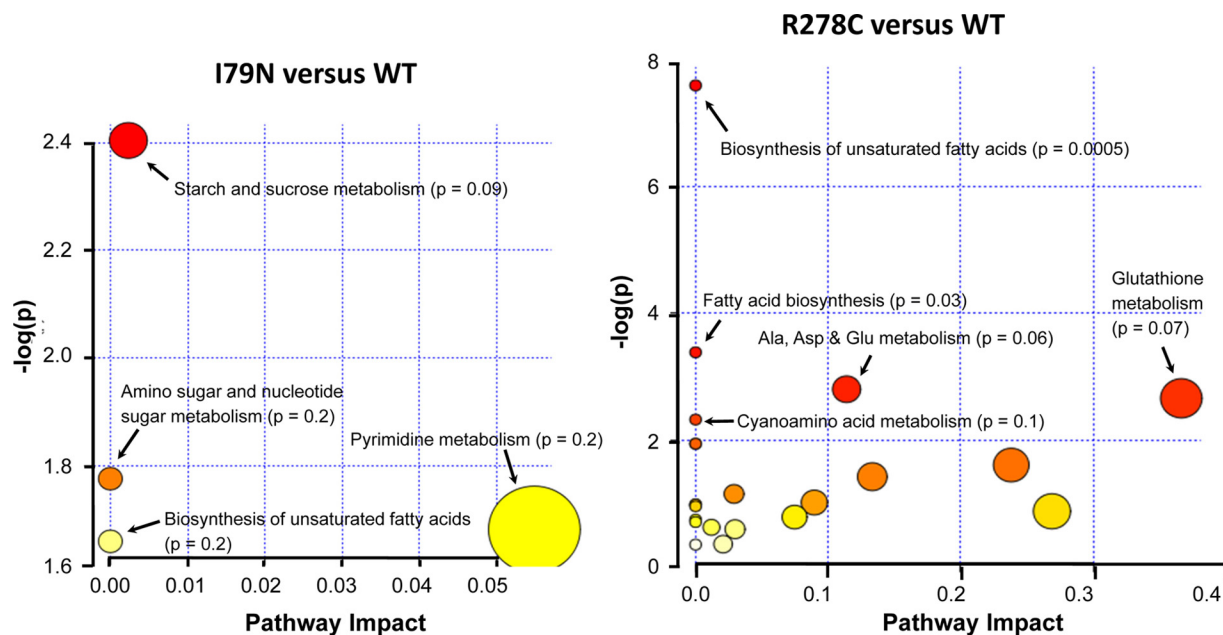 I79N versus WT
2.4
2.2
2.0
1.8
1.6
-log(p)
Starch and sucrose metabolism (p = 0.09)
Amino sugar and nucleotide
sugar metabolism (p = 0.2)
Pyrimidine metabolism (p = 0.2)
Biosynthesis of unsaturated fatty acids
(p = 0.2)
0.00 0.01 0.02 0.03 0.04 0.05
Pathway Impact
R278C versus WT
8
6
4
2
0
-log(p)
Biosynthesis of unsaturated fatty acids (p = 0.0005)
Glutathione
metabolism
(p = 0.07)
Fatty acid biosynthesis (p = 0.03)
Ala, Asp & Glu metabolism (p = 0.06)
Cyanoamino acid metabolism (p = 0.1)
0.0 0.1 0.2 0.3 0.4
Pathway Impact